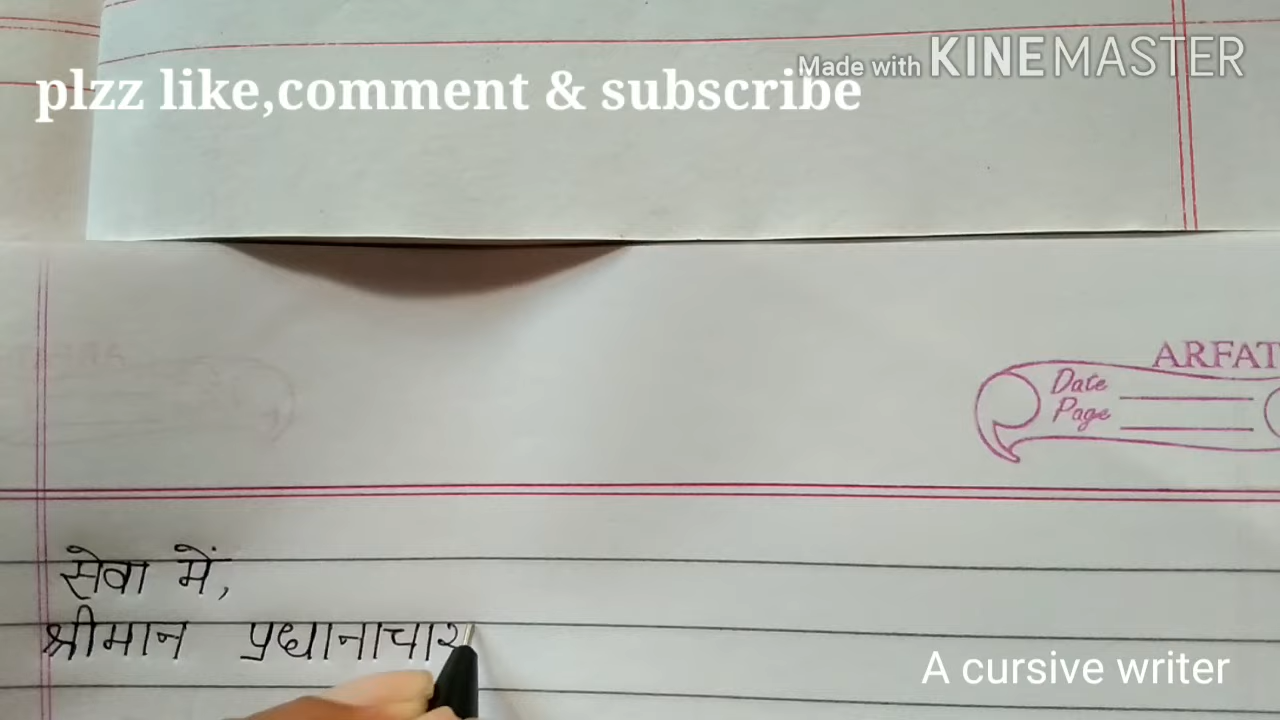 Made with KINEMASTER
plzz like,comment & subscribe
ARFAT
Date
Page
सेवा में,
श्रीमान प्रधानाचार
A cursive writer